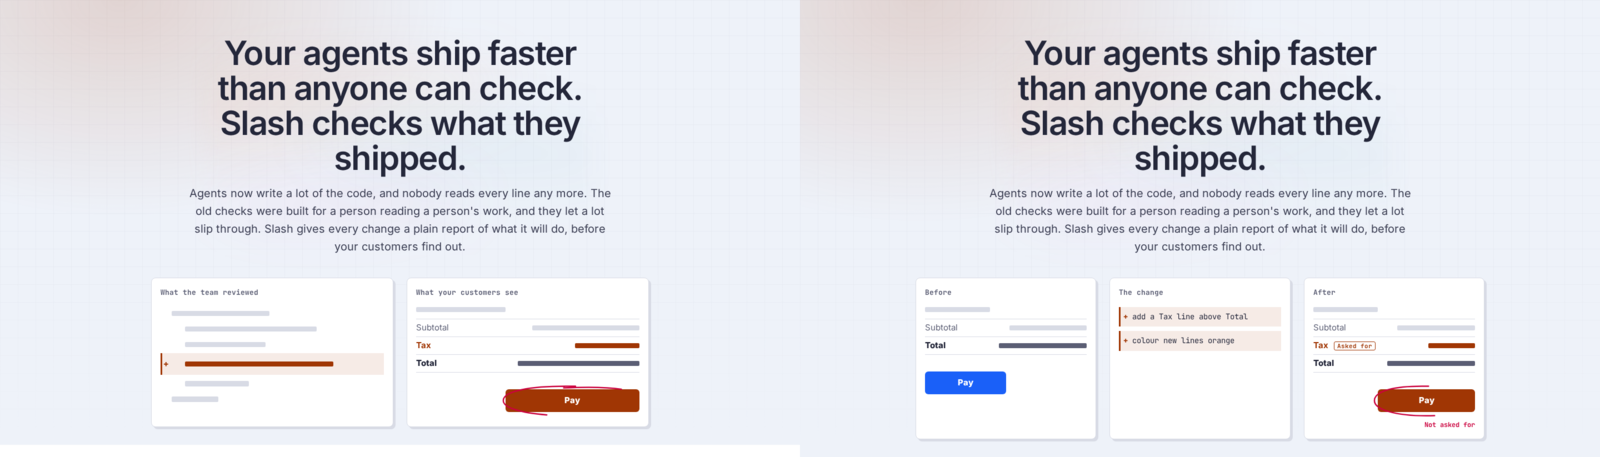 Your agents ship faster
than anyone can check.
Slash checks what they
shipped.
Agents now write a lot of the code, and nobody reads every line any more. The
old checks were built for a person reading a person's work, and they let a lot
slip through. Slash gives every change a plain report of what it will do, before
your customers find out.
What the team reviewed
+
What your customers see
Subtotal
Tax
Total
Pay
Your agents ship faster
than anyone can check.
Slash checks what they
shipped.
Agents now write a lot of the code, and nobody reads every line any more. The
old checks were built for a person reading a person's work, and they let a lot
slip through. Slash gives every change a plain report of what it will do, before
your customers find out.
Before
Subtotal
Total
Pay
The change
+ add a Tax line above Total
+ colour new lines orange
After
Subtotal
Tax Asked for
Total
Pay
Not asked for